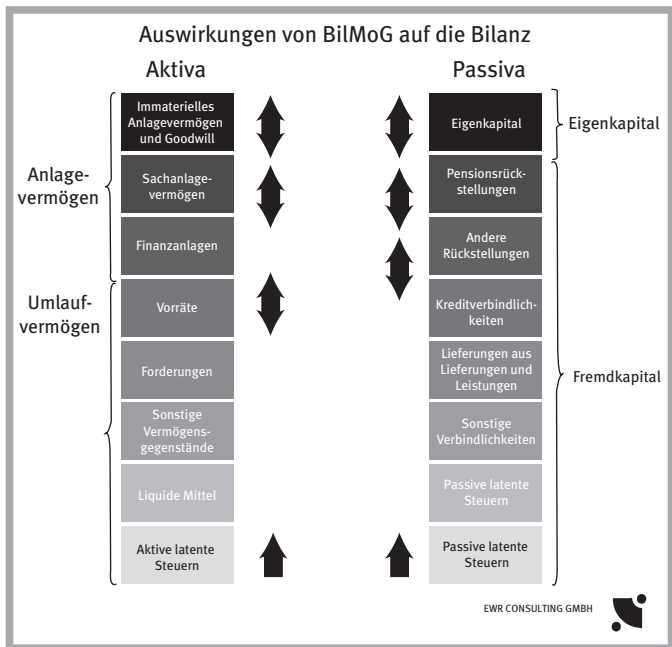 Auswirkungen von BilMoG auf die Bilanz
Aktiva
Passiva
Anlage-
vermögen
Umlauf-
vermögen
Immaterielles
Anlagevermögen
und Goodwill
Sachanlage-
vermögen
Finanzanlagen
Vorräte
Forderungen
Sonstige
Vermögens-
gegenstände
Liquide Mittel
Aktive latente
Steuern
Eigenkapital
Pensionsrück-
stellungen
Andere
Rückstellungen
Kreditverbindlich-
keiten
Lieferungen aus
Lieferungen und
Leistungen
Sonstige
Verbindlichkeiten
Passive latente
Steuern
Passive latente
Steuern
Eigenkapital
Fremdkapital
EWR CONSULTING GMBH